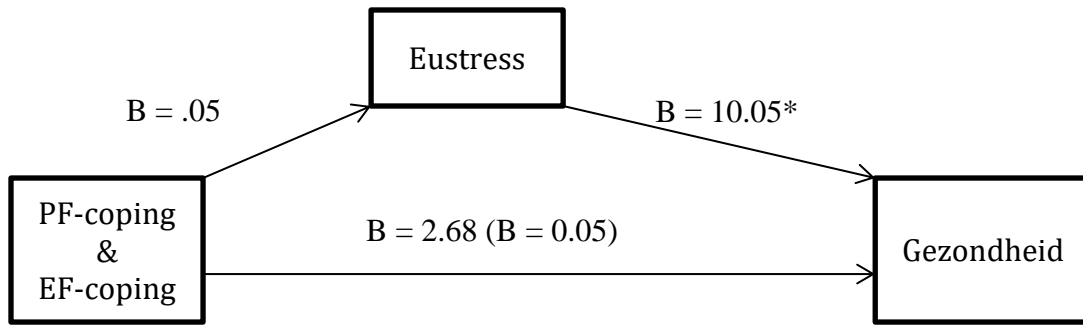 Eustress
B = .05
B = 10.05*
PF-coping
&
EF-coping
B = 2.68 (B = 0.05)
Gezondheid